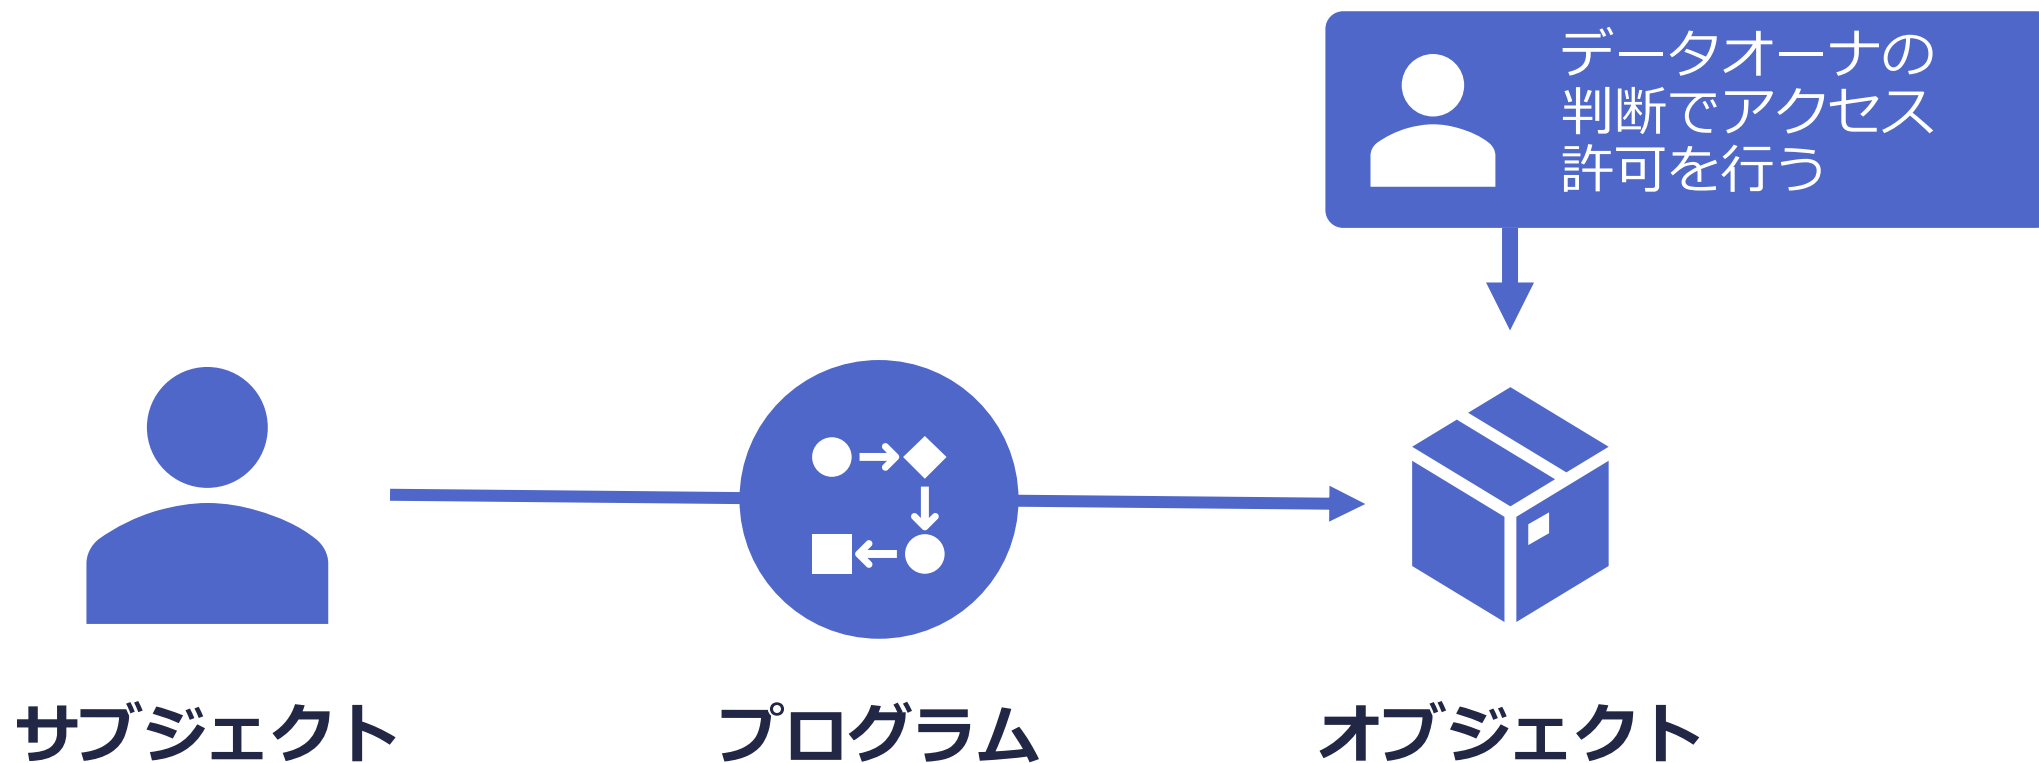 データオーナの
判断でアクセス
許可を行う
サブジェクト
プログラム
オブジェクト